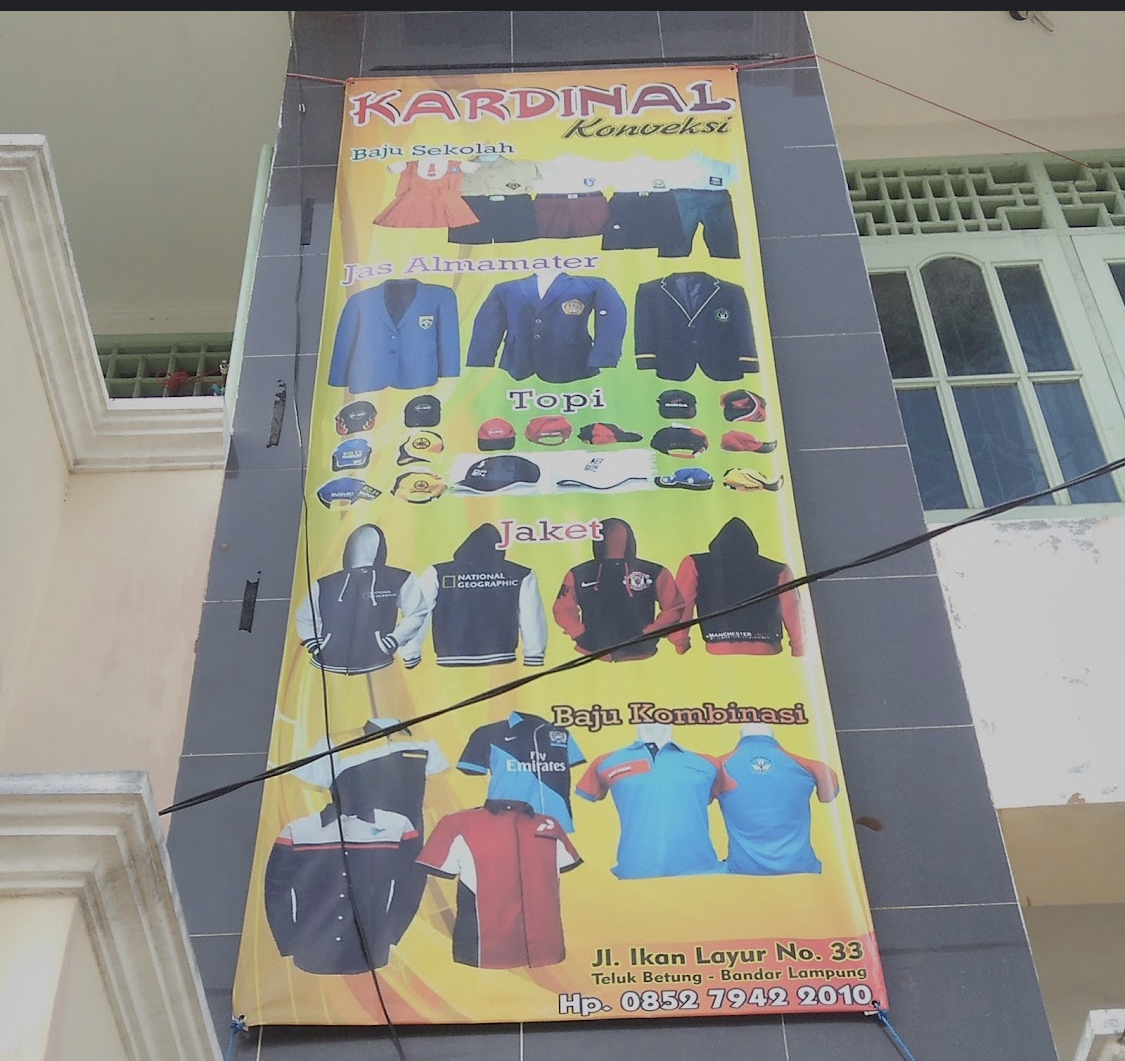 KARDINAL
Konveksi
Baju Sekolah
Jas Almamater
Topi
Jaket
NATIONAL
GEOGRAPHIC
MANCHESTER
Baju Kombinasi
Fly
Emirates
Jl. Ikan Layur No. 33
Teluk Betung - Bandar Lampung
Hp. 0852 7942 2010